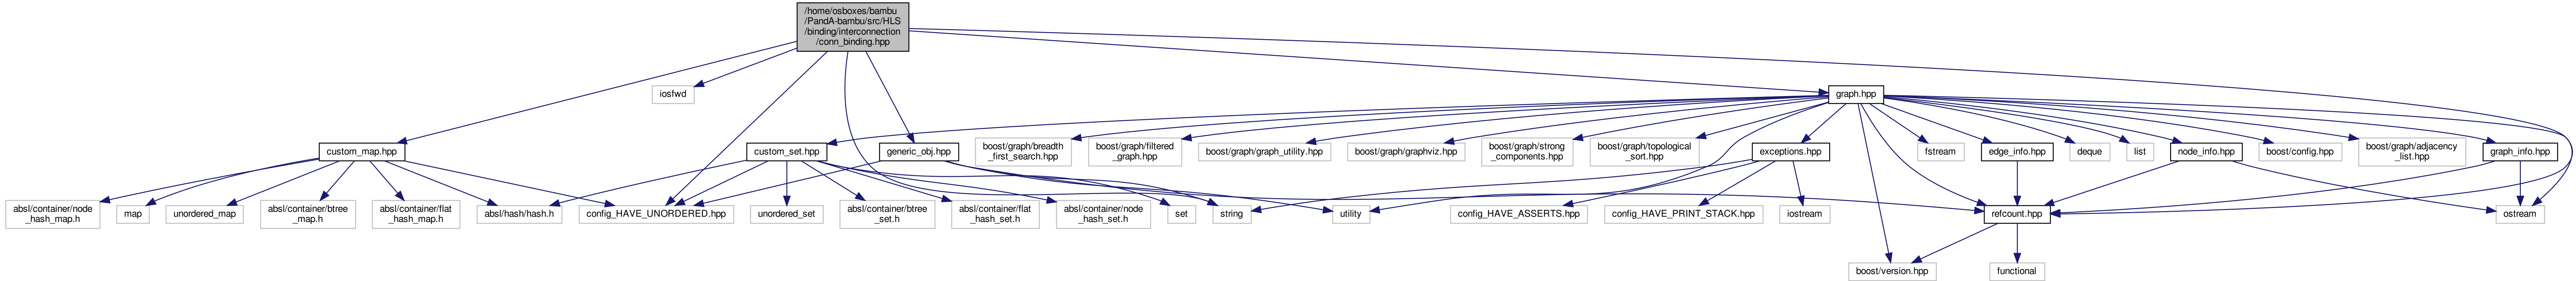 /home/osboxes/bambu
/PandA-bambu/src/HLS
/binding/interconnection
/conn_binding.hpp
iosfwd
graph.hpp
custom_map.hpp
custom_set.hpp
generic_obj.hpp
boost/graph/breadth
_first_search.hpp
boost/graph/filtered
_graph.hpp
boost/graph/graph_utility.hpp
boost/graph/graphviz.hpp
boost/graph/strong
_components.hpp
boost/graph/topological
_sort.hpp
exceptions.hpp
fstream
edge_info.hpp
deque
list
node_info.hpp
boost/config.hpp
boost/graph/adjacency
_list.hpp
graph_info.hpp
absl/container/node
_hash_map.h
map
unordered_map
absl/container/btree
_map.h
absl/container/flat
_hash_map.h
absl/hash/hash.h
config_HAVE_UNORDERED.hpp
unordered_set
absl/container/btree
_set.h
absl/container/flat
_hash_set.h
absl/container/node
_hash_set.h
set
string
utility
config_HAVE_ASSERTS.hpp
config_HAVE_PRINT_STACK.hpp
iostream
refcount.hpp
ostream
boost/version.hpp
functional